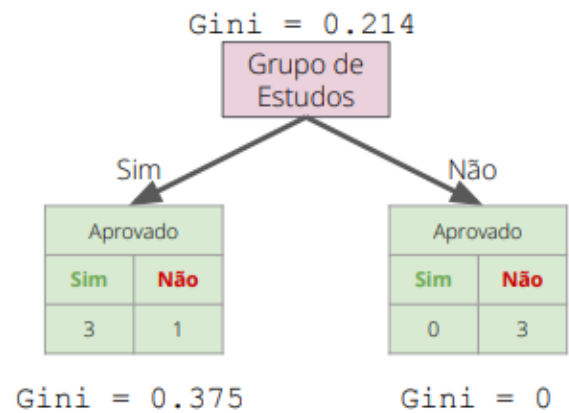 Gini = 0.214
Grupo de
Estudos
Sim
Não
Aprovado
Sim Não
3 1
Aprovado
Sim Não
0 3
Gini = 0.375
Gini = 0